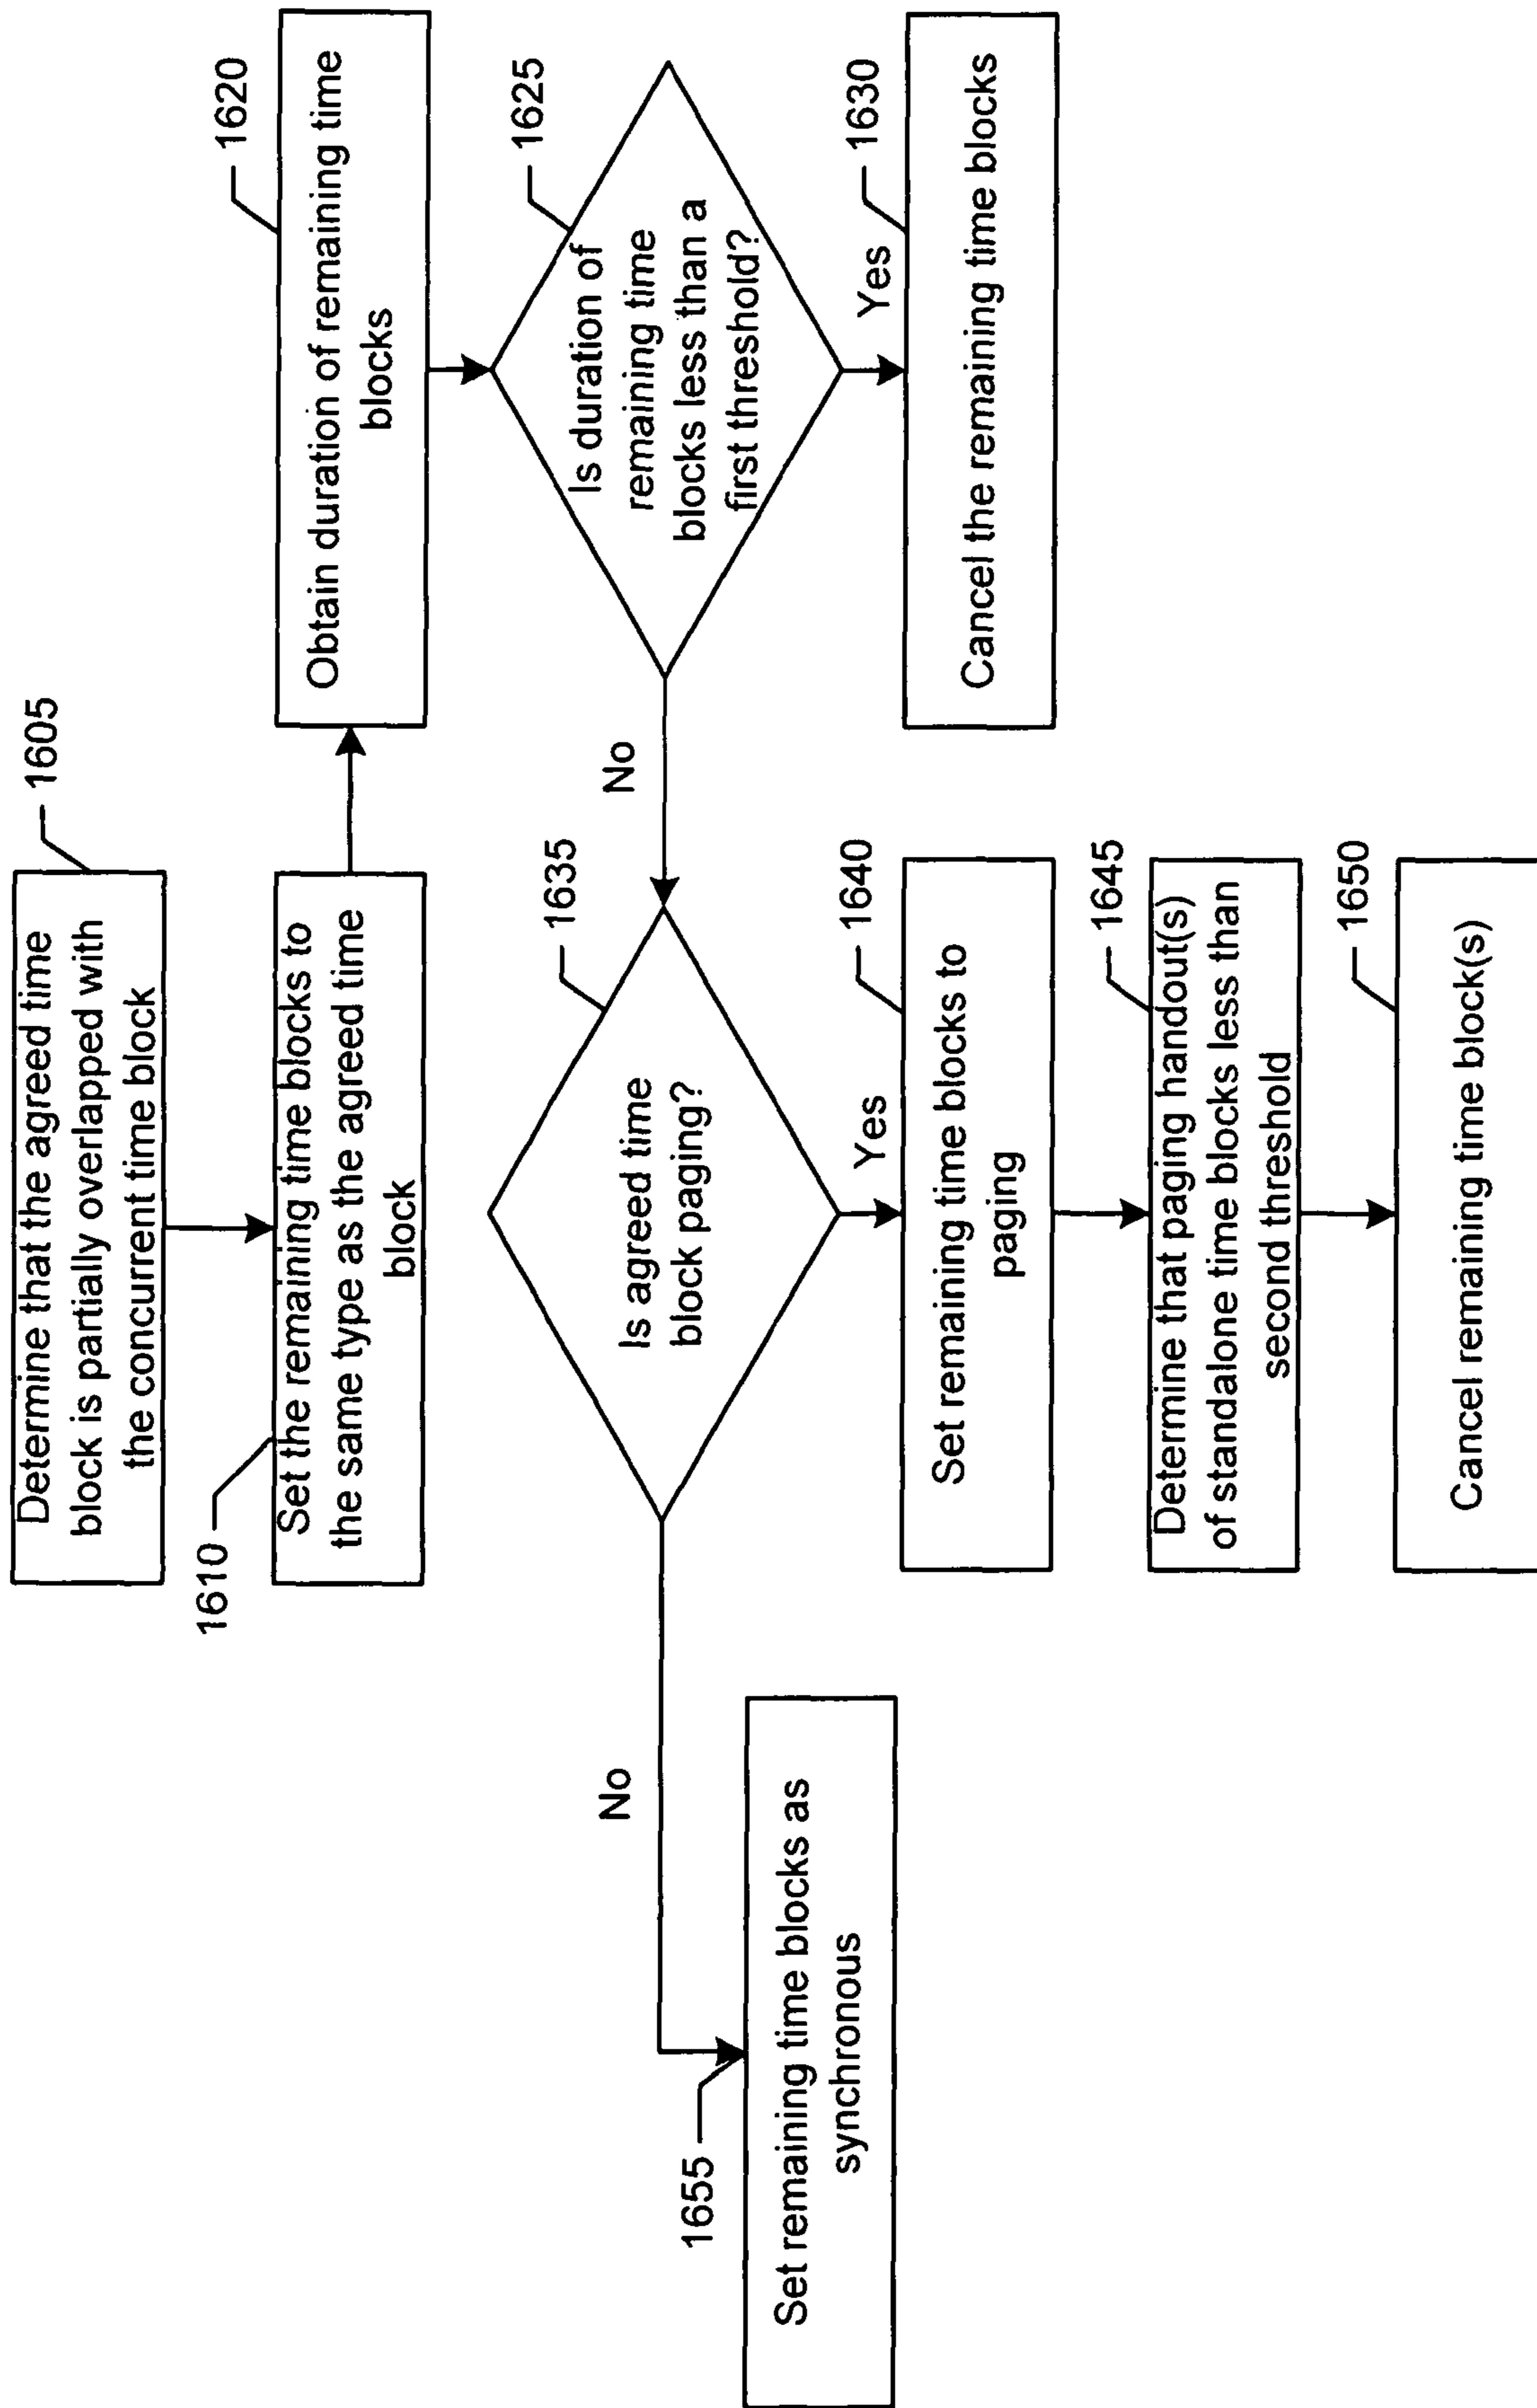 Determine that the agreed time
block is partially overlapped with
the concurrent time block
1605
1610
Set the remaining time blocks to
the same type as the agreed time
block
1620
Obtain duration of remaining time
blocks
1625
Is duration of
remaining time
blocks less than a
first threshold?
Yes
1630
Cancel the remaining time blocks
No
1635
Is agreed time
block paging?
Yes
1640
Set remaining time blocks to
paging
1645
Determine that paging handout(s)
of standalone time blocks less than
second threshold
1650
Cancel remaining time block(s)
No
1655
Set remaining time blocks as
synchronous